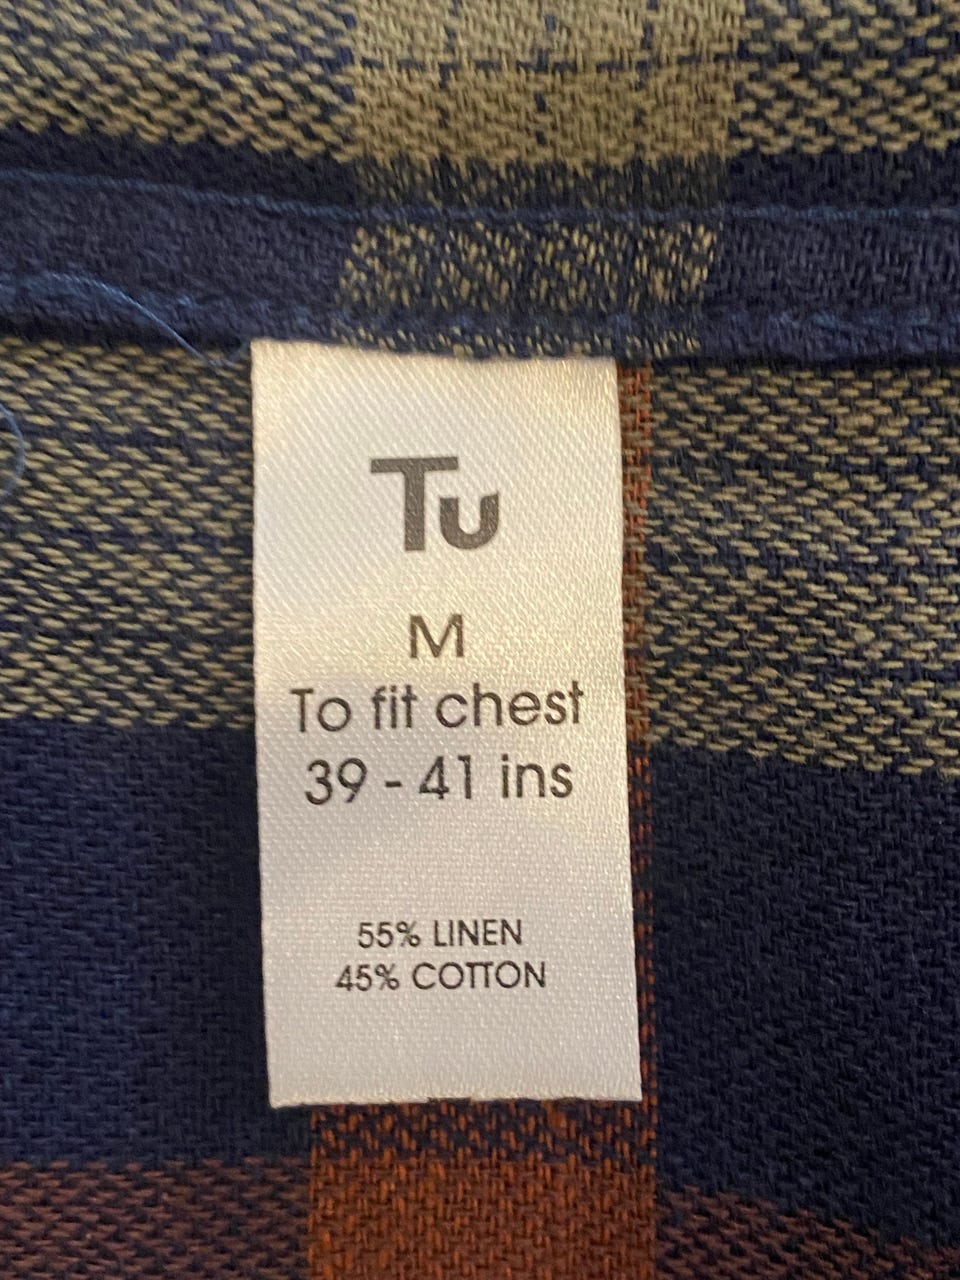 Tu
M
To fit chest
39 - 41 ins
55% LINEN
45% COTTON